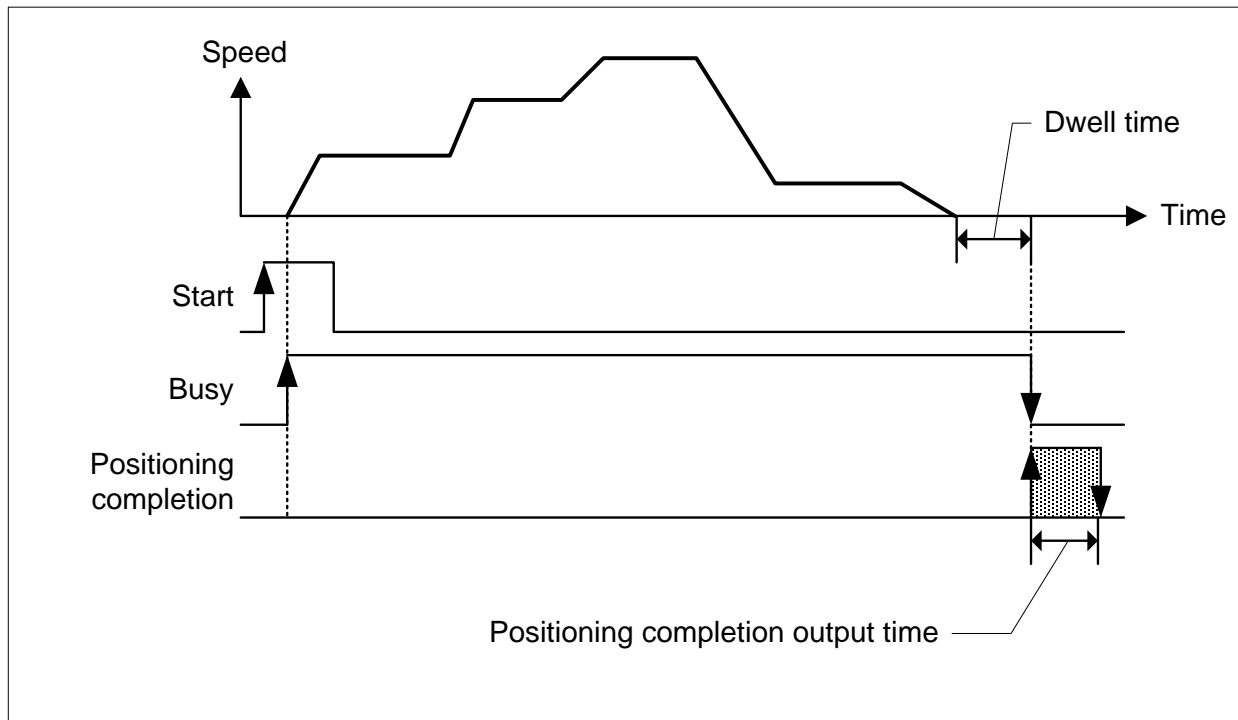 Speed
Dwell time
Time
Start
Busy
Positioning
completion
Positioning completion output time